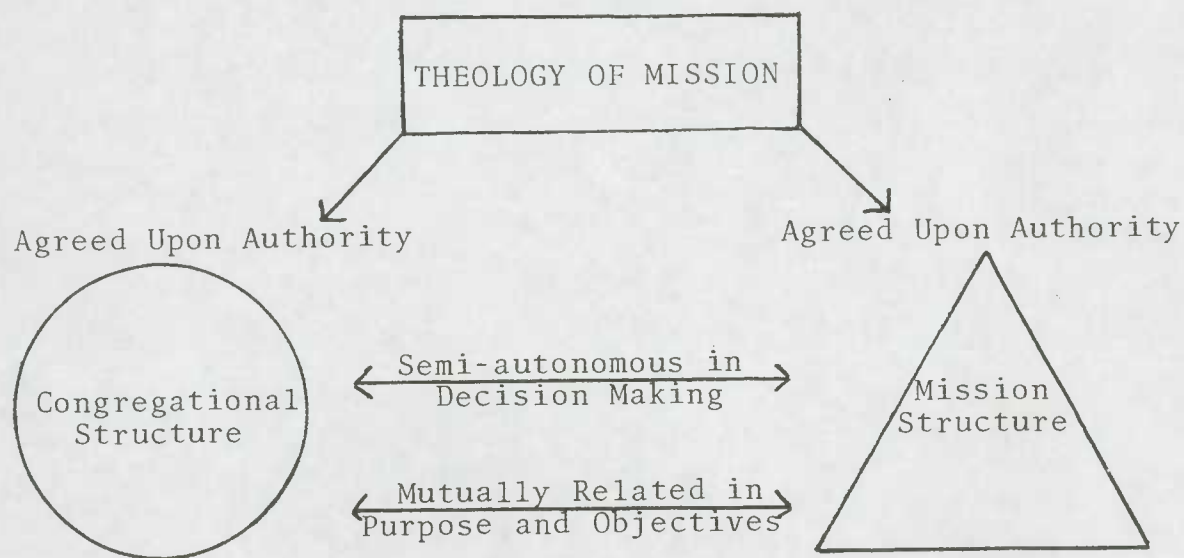 THEOLOGY OF MISSION
Agreed Upon Authority
Agreed Upon Authority
Congregational
Structure
Semi-autonomous in
Decision Making
Mutually Related in
Purpose and Objectives
Mission
Structure